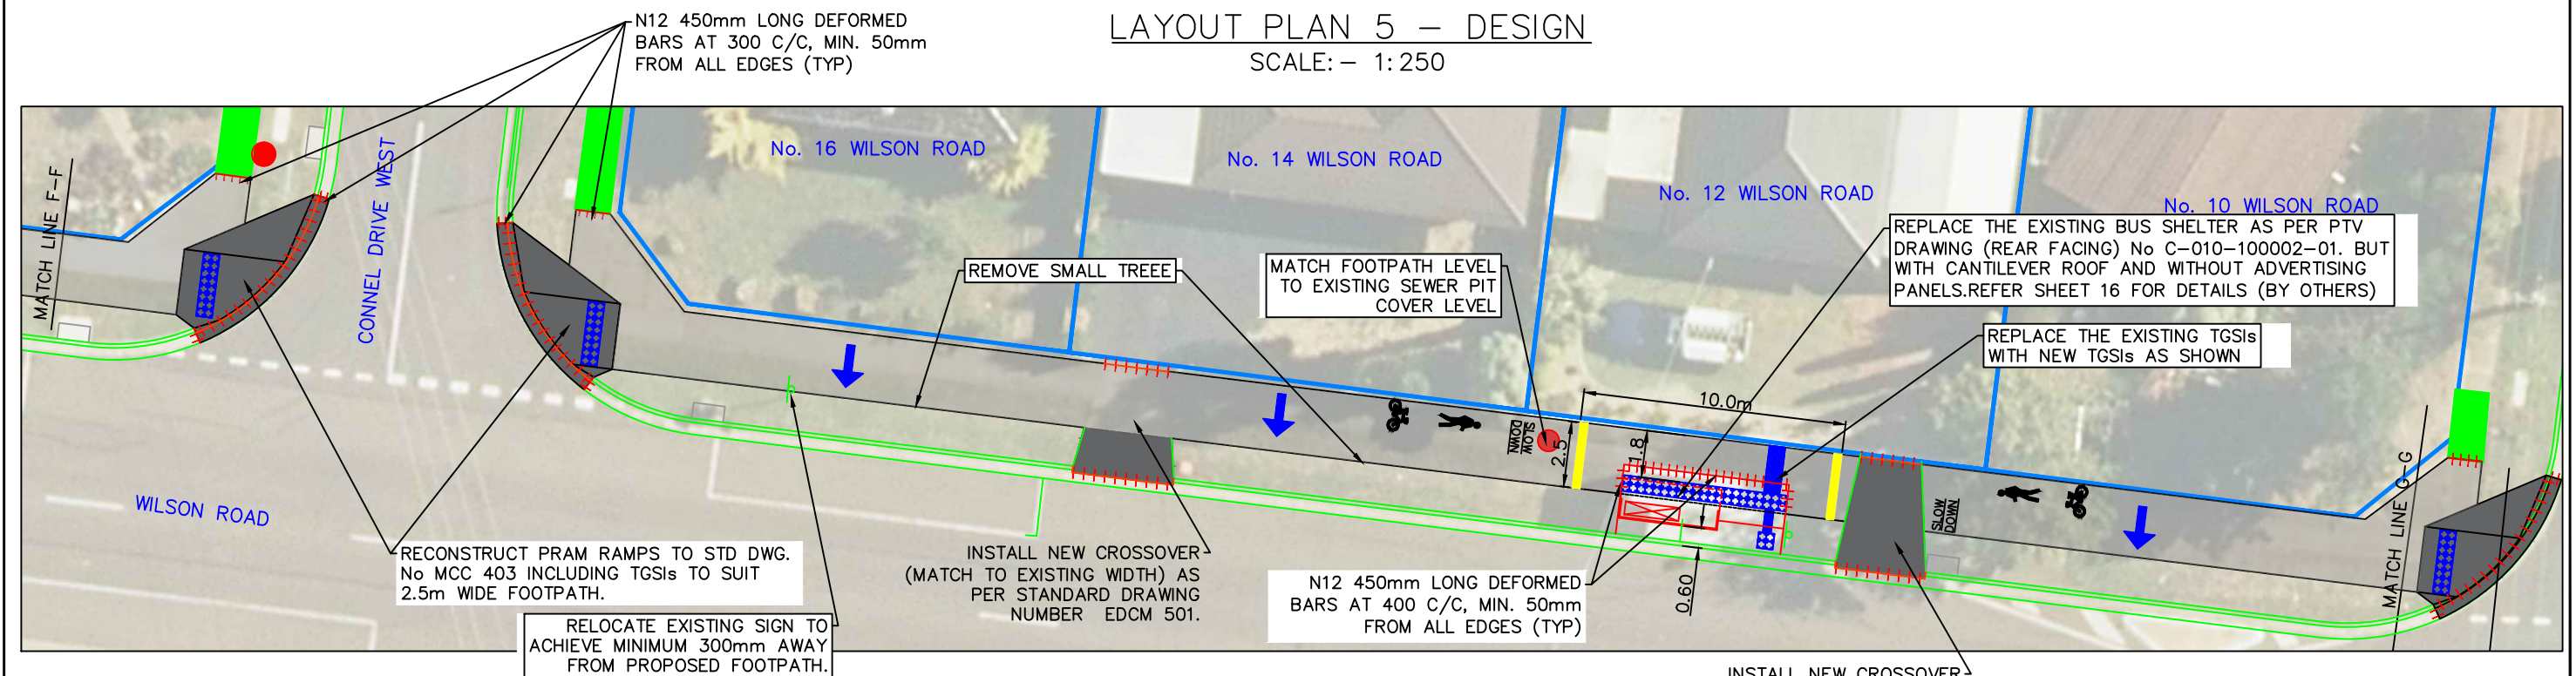 LAYOUT PLAN 5 – DESIGN
SCALE:– 1:250
N12 450mm LONG DEFORMED
BARS AT 300 C/C, MIN. 50mm
FROM ALL EDGES (TYP)
MATCH LINE F–F
CONNEL DRIVE WEST
No. 16 WILSON ROAD
No. 14 WILSON ROAD
No. 12 WILSON ROAD
No. 10 WILSON ROAD
REPLACE THE EXISTING BUS SHELTER AS PER PTV
DRAWING (REAR FACING) No C–010–100002–01. BUT
WITH CANTILEVER ROOF AND WITHOUT ADVERTISING
PANELS.REFER SHEET 16 FOR DETAILS (BY OTHERS)
REMOVE SMALL TREEE
MATCH FOOTPATH LEVEL
TO EXISTING SEWER PIT
COVER LEVEL
REPLACE THE EXISTING TGSIs
WITH NEW TGSIs AS SHOWN
10.0m
SLOW
DOWN
2.5
1.8
0.60
SLOW
DOWN
MATCH LINE G–G
WILSON ROAD
RECONSTRUCT PRAM RAMPS TO STD DWG.
No MCC 403 INCLUDING TGSIs TO SUIT
2.5m WIDE FOOTPATH.
RELOCATE EXISTING SIGN TO
ACHIEVE MINIMUM 300mm AWAY
FROM PROPOSED FOOTPATH.
INSTALL NEW CROSSOVER
(MATCH TO EXISTING WIDTH) AS
PER STANDARD DRAWING
NUMBER EDCM 501.
N12 450mm LONG DEFORMED
BARS AT 400 C/C, MIN. 50mm
FROM ALL EDGES (TYP)
INSTALL NEW CROSSOVER